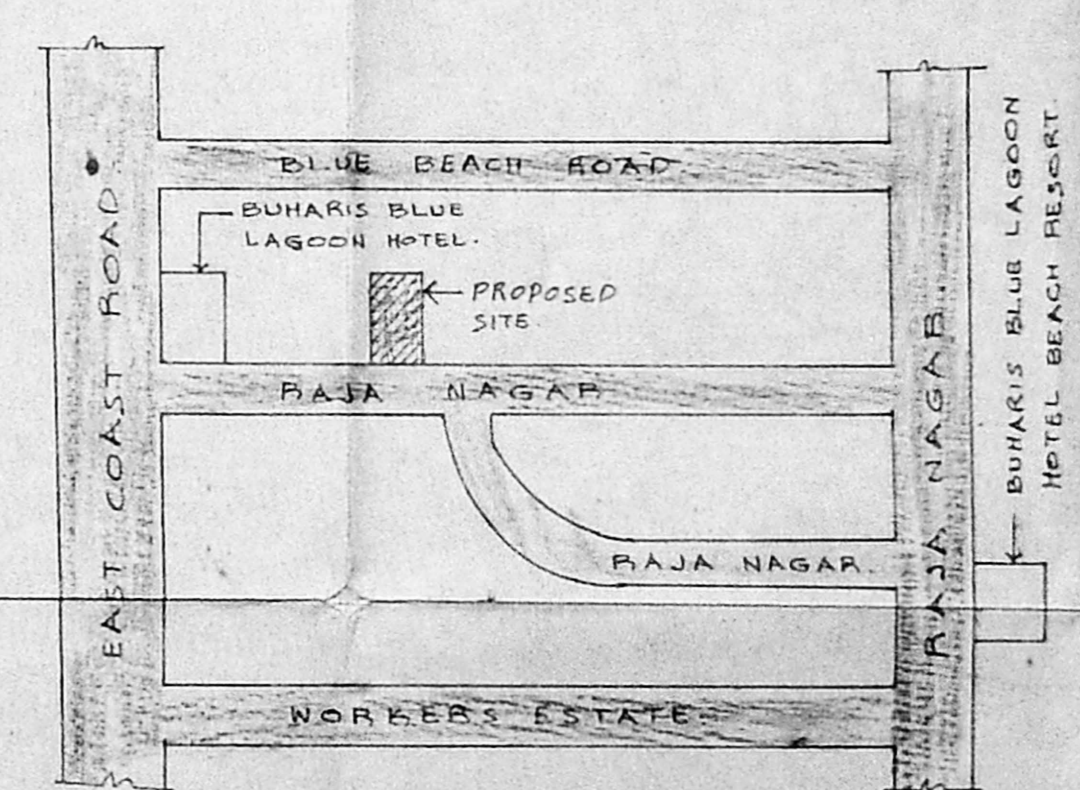 BLUE BEACH ROAD.
BUHARIS BLUE
LAGOON HOTEL.
PROPOSED
SITE.
RAJA NAGAR
RAJA NAGAR.
WORKERS ESTATE.
EAST COAST ROAD.
RAJA NAGAR
BUHARIS BLUE LAGOON
HOTEL BEACH RESORT.